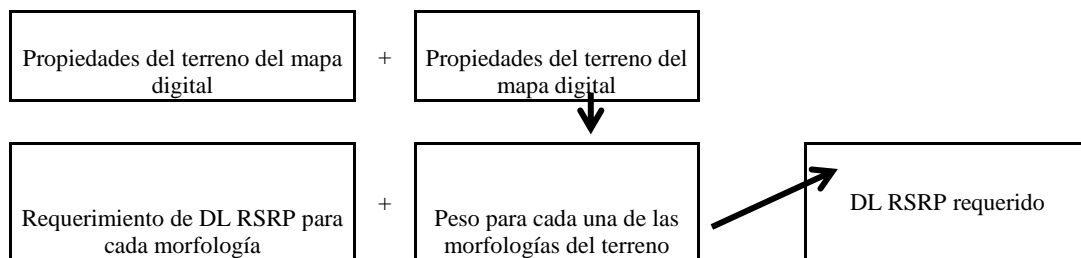 Propiedades del terreno del mapa
digital
+
Propiedades del terreno del
mapa digital
Requerimiento de DL RSRP para
cada morfología
+
Peso para cada una de las
morfologías del terreno
DL RSRP requerido